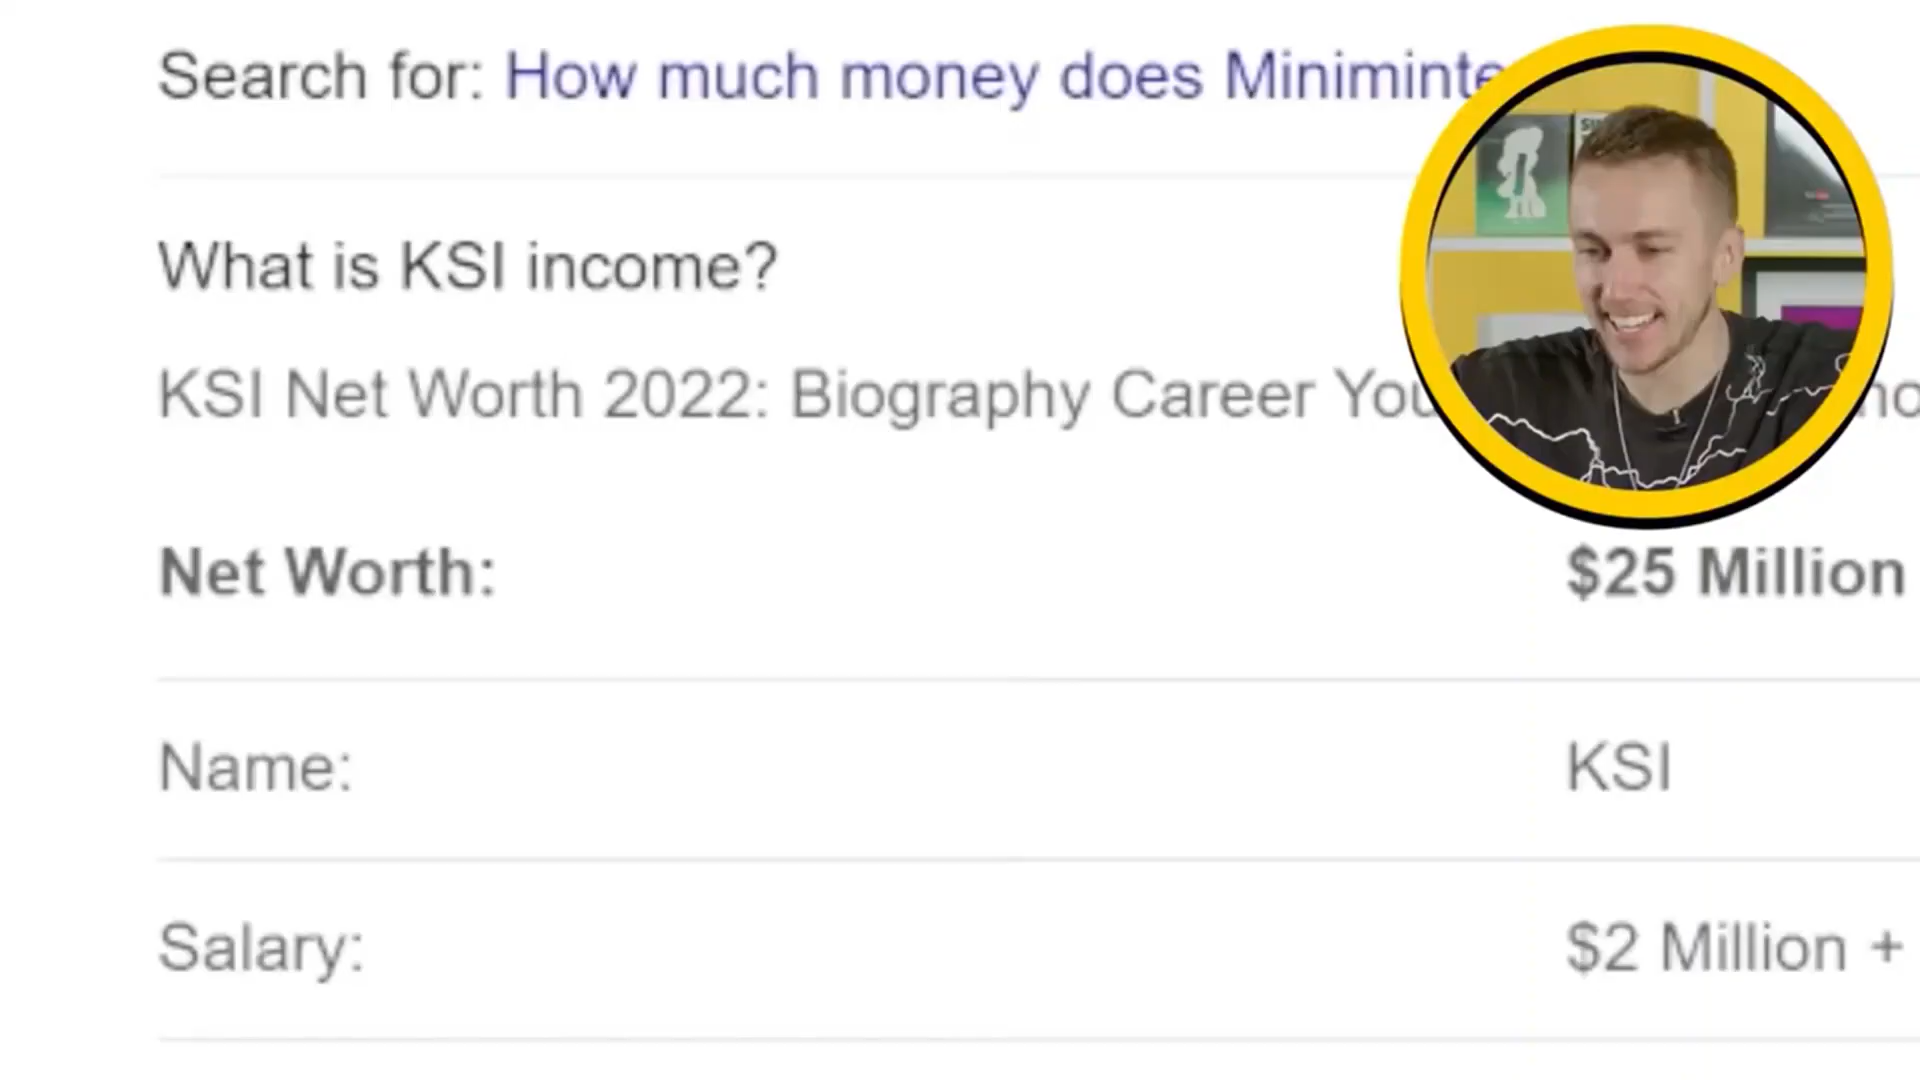 Search for: How much money does Miniminte
What is KSI income?
KSI Net Worth 2022: Biography Career You
Net Worth: $25 Million
Name: KSI
Salary: $2 Million +